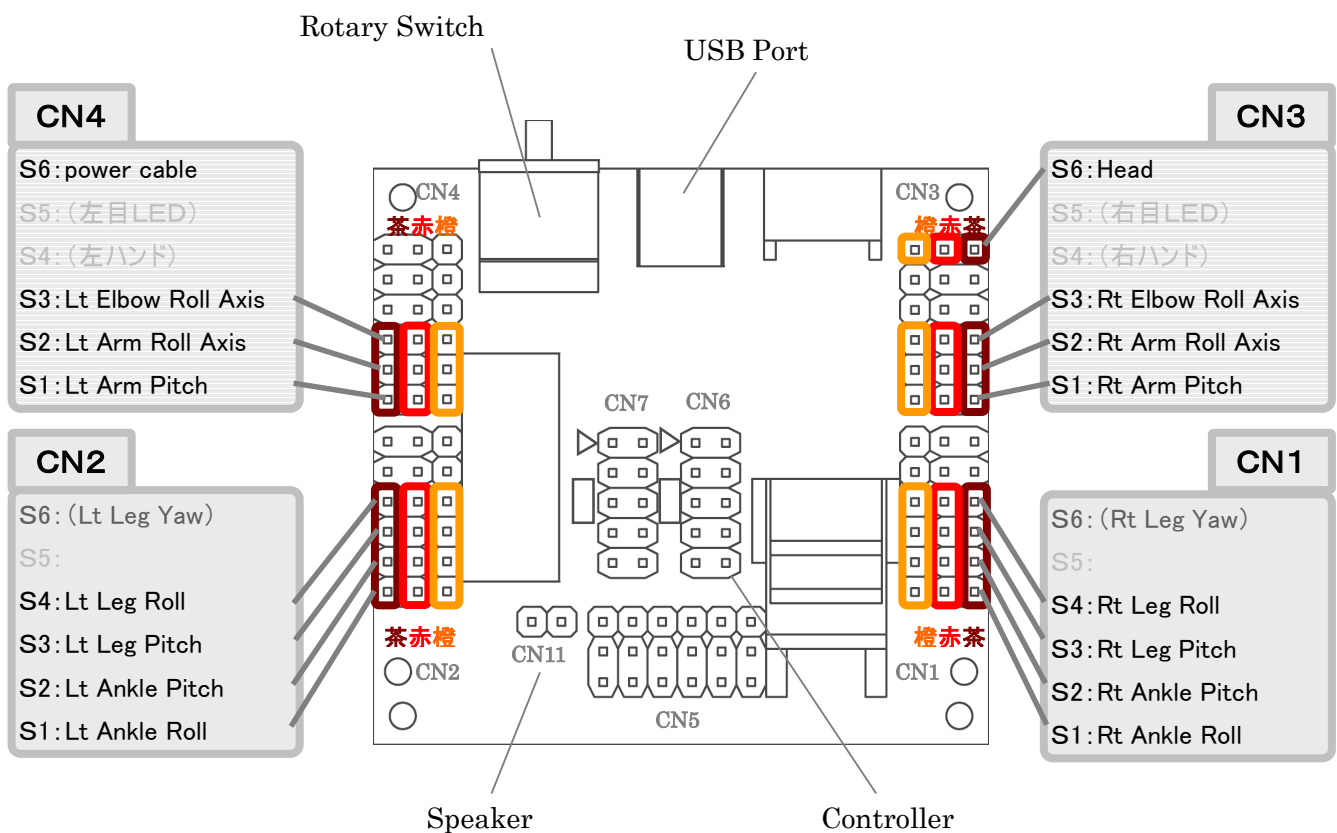 Rotary Switch
USB Port
CN4
S6:power cable
S5:(左目LED)
S4:(左ハンド)
S3:Lt Elbow Roll Axis
S2:Lt Arm Roll Axis
S1:Lt Arm Pitch
CN2
S6:(Lt Leg Yaw)
S5:
S4:Lt Leg Roll
S3:Lt Leg Pitch
S2:Lt Ankle Pitch
S1:Lt Ankle Roll
CN4
茶赤橙
CN3
橙赤茶
CN7
CN6
茶赤橙
CN2
CN11
CN5
橙赤茶
CN1
CN3
S6:Head
S5:(右目LED)
S4:(右ハンド)
S3:Rt Elbow Roll Axis
S2:Rt Arm Roll Axis
S1:Rt Arm Pitch
CN1
S6:(Rt Leg Yaw)
S5:
S4:Rt Leg Roll
S3:Rt Leg Pitch
S2:Rt Ankle Pitch
S1:Rt Ankle Roll
Speaker
Controller